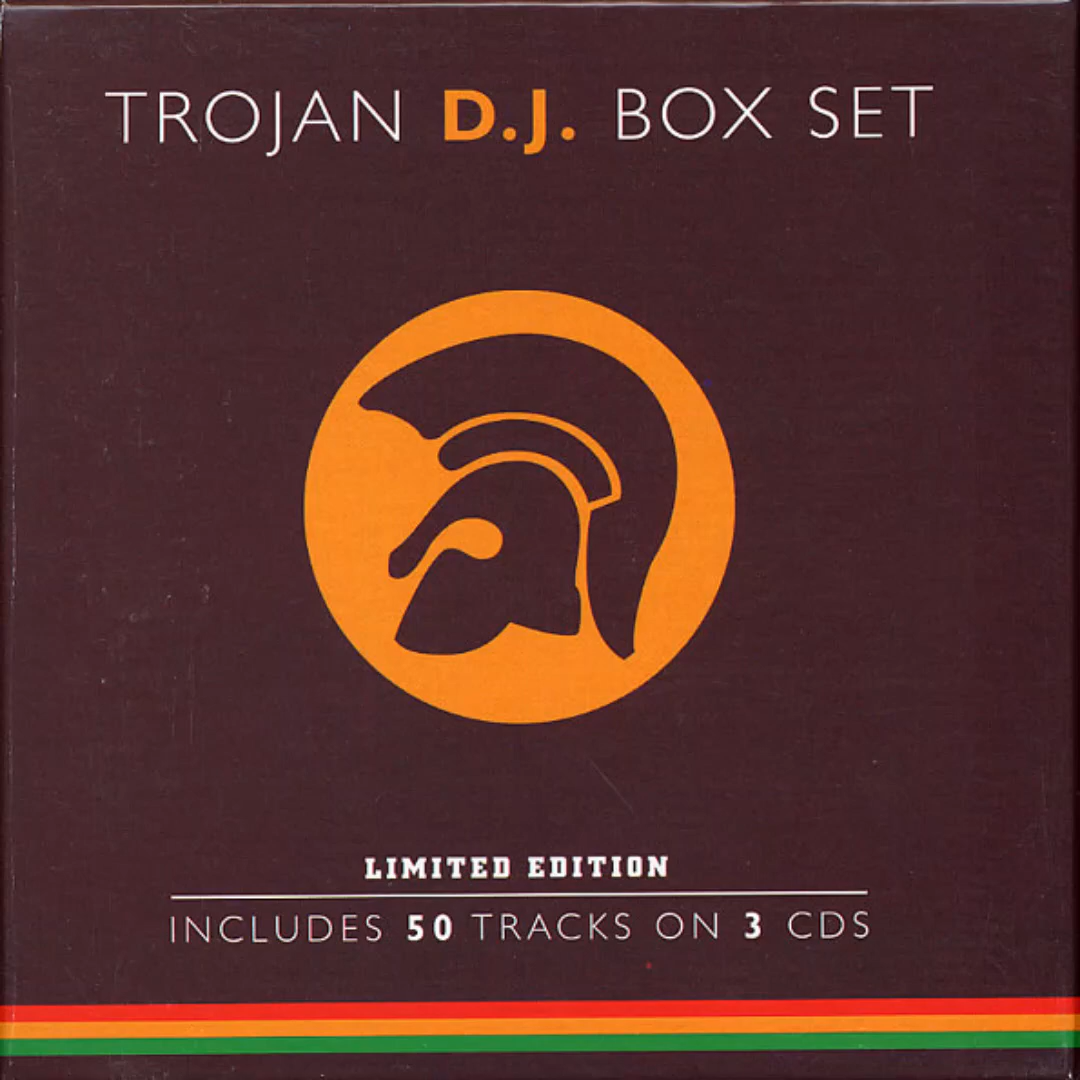 TROJAN D.J. BOX SET
LIMITED EDITION
INCLUDES 50 TRACKS ON 3 CDS